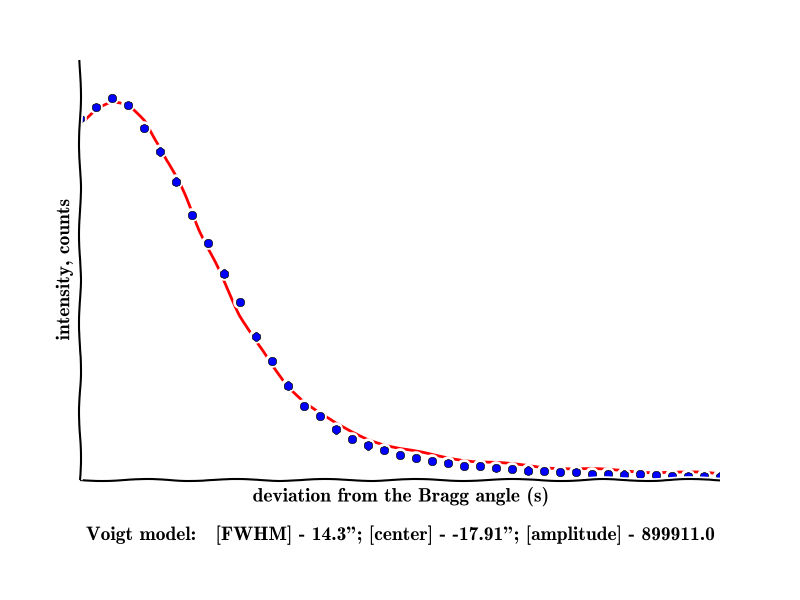 intensity, counts
deviation from the Bragg angle (s)
Voigt model: [FWHM] - 14.3”; [center] - -17.91”; [amplitude] - 899911.0